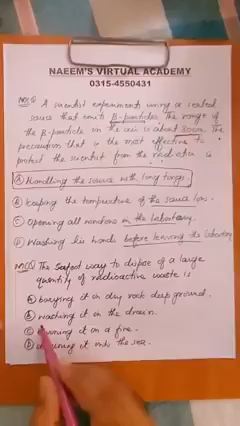 NAEEM'S VIRTUAL ACADEMY
0315-4550431
MCQ A scientist experiments using a sealed
source that emits β-particles. The range of
the β-particle in the air is about 30cm. The
precaution that is the most effective to
protect the scientist from the radiation is
Ⓐ Handling the source with long tongs.
Ⓑ Keeping the temperature of the source low.
Ⓒ Opening all windows in the laboratory.
Ⓓ Washing his hands before leaving the laboratory
MCQ The Safest way to dispose of a large
quantity of radioactive waste is
Ⓐ burying it in dry rock deep ground.
Ⓑ washing it in the drain.
Ⓒ burning it on a fire.
Ⓓ it into the sea.